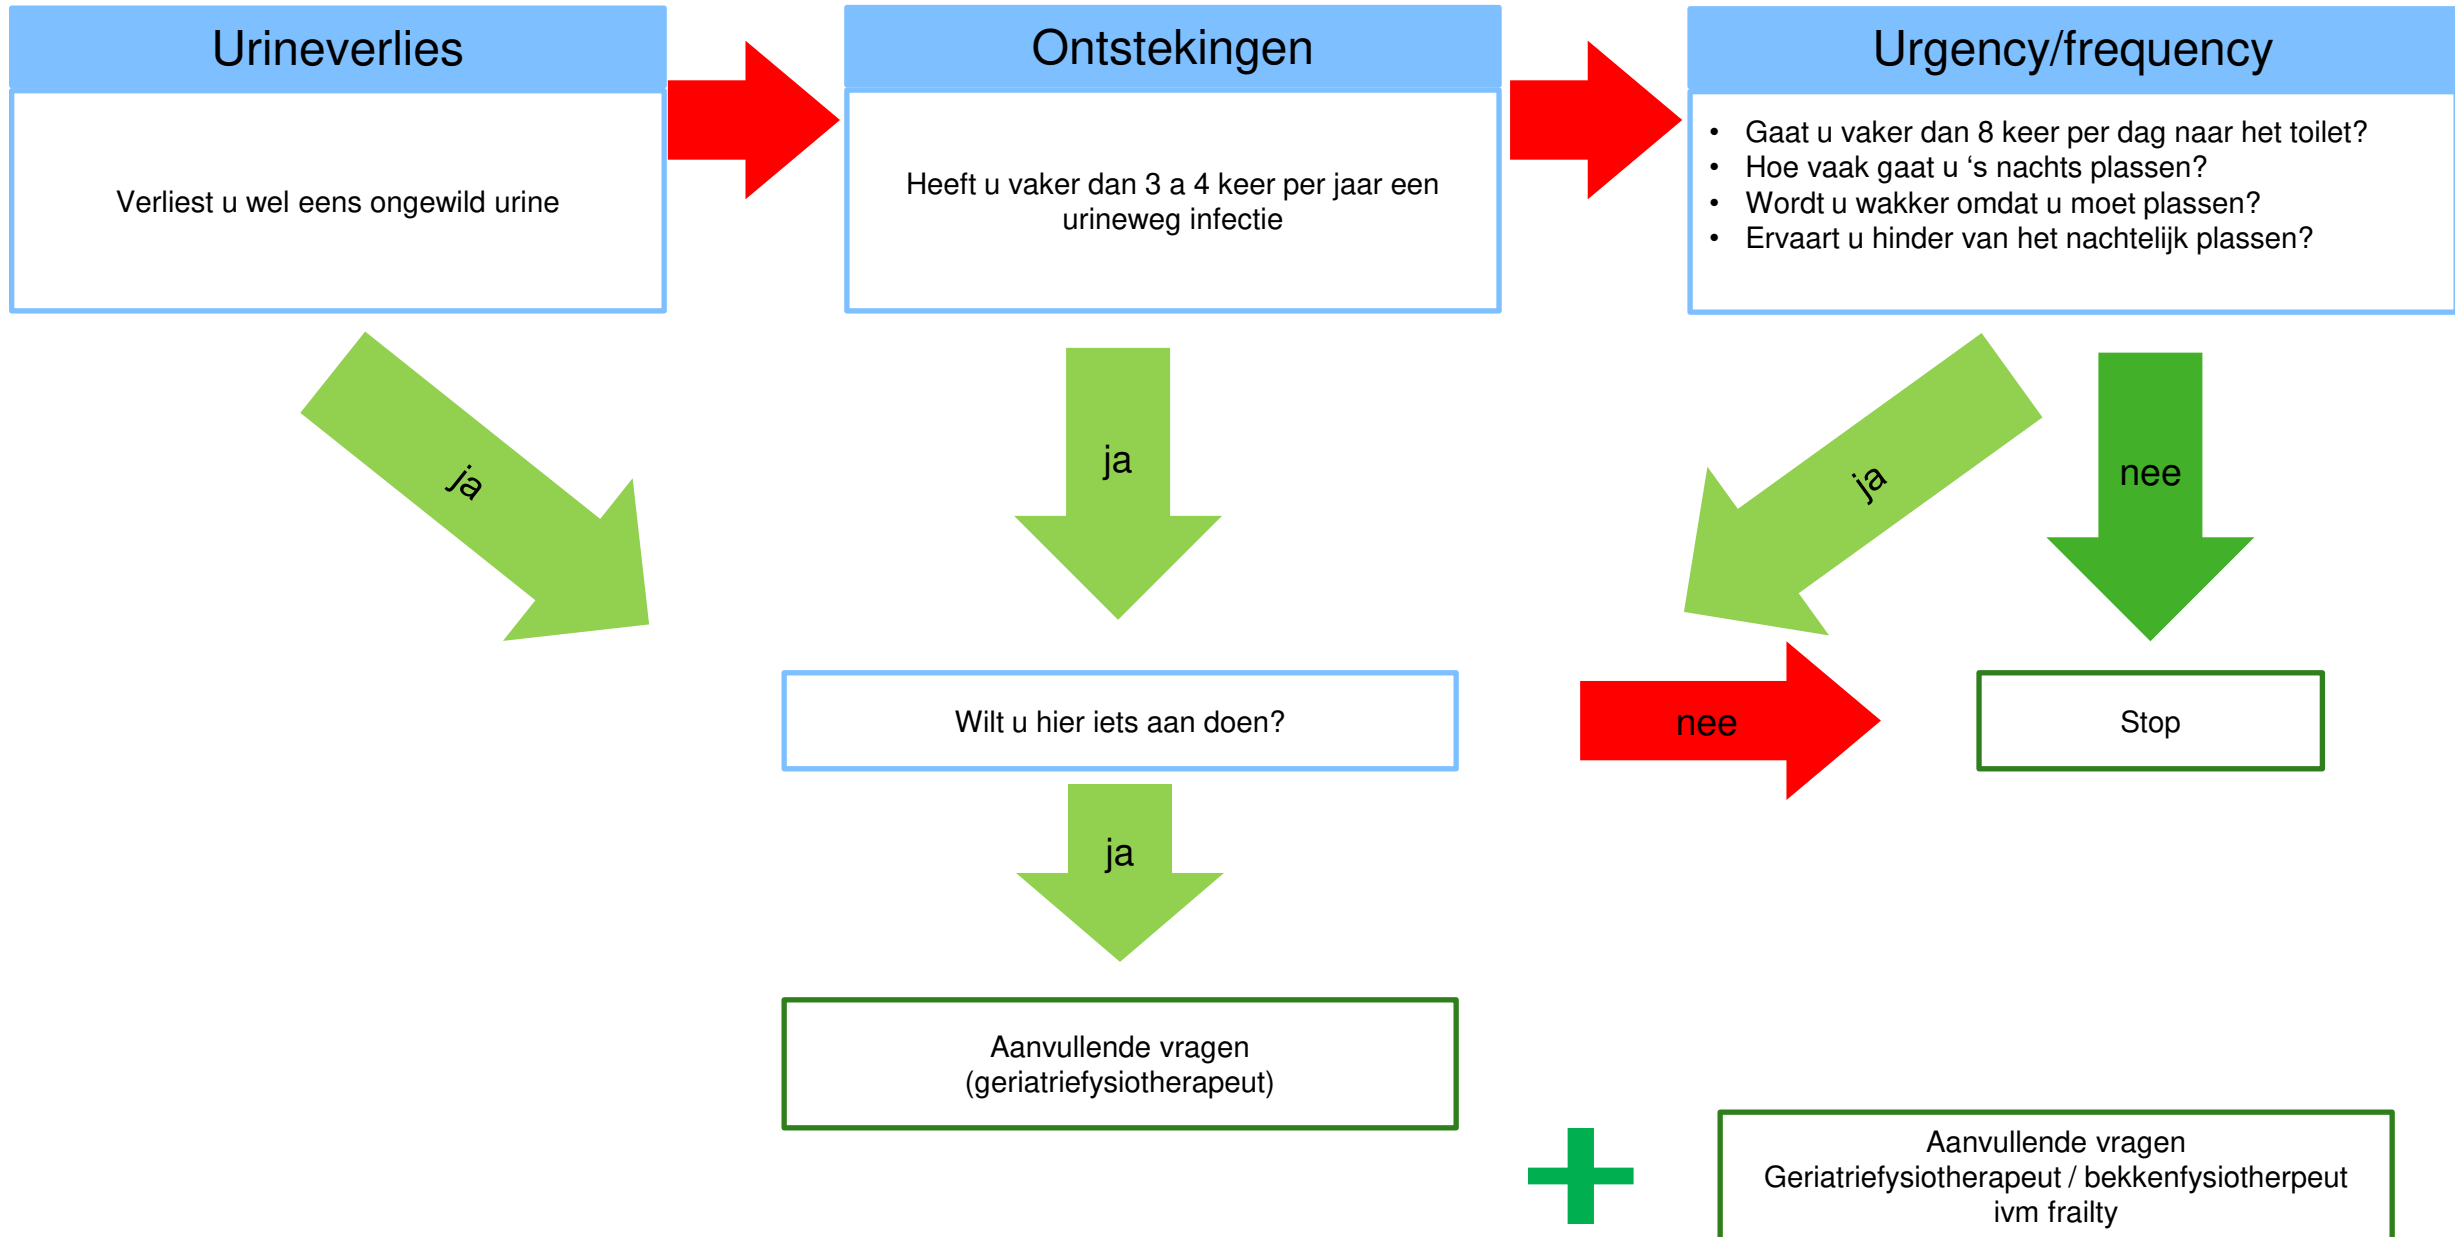 Urineverlies
Verliest u wel eens ongewild urine
Ontstekingen
Heeft u vaker dan 3 a 4 keer per jaar een
urineweg infectie
Urgency/frequency
• Gaat u vaker dan 8 keer per dag naar het toilet?
• Hoe vaak gaat u ‘s nachts plassen?
• Wordt u wakker omdat u moet plassen?
• Ervaart u hinder van het nachtelijk plassen?
ja
ja
ja
nee
Wilt u hier iets aan doen?
nee
Stop
ja
Aanvullende vragen
(geriatriefysiotherapeut)
Aanvullende vragen
Geriatriefysiotherapeut / bekkenfysiotherpeut
ivm frailty